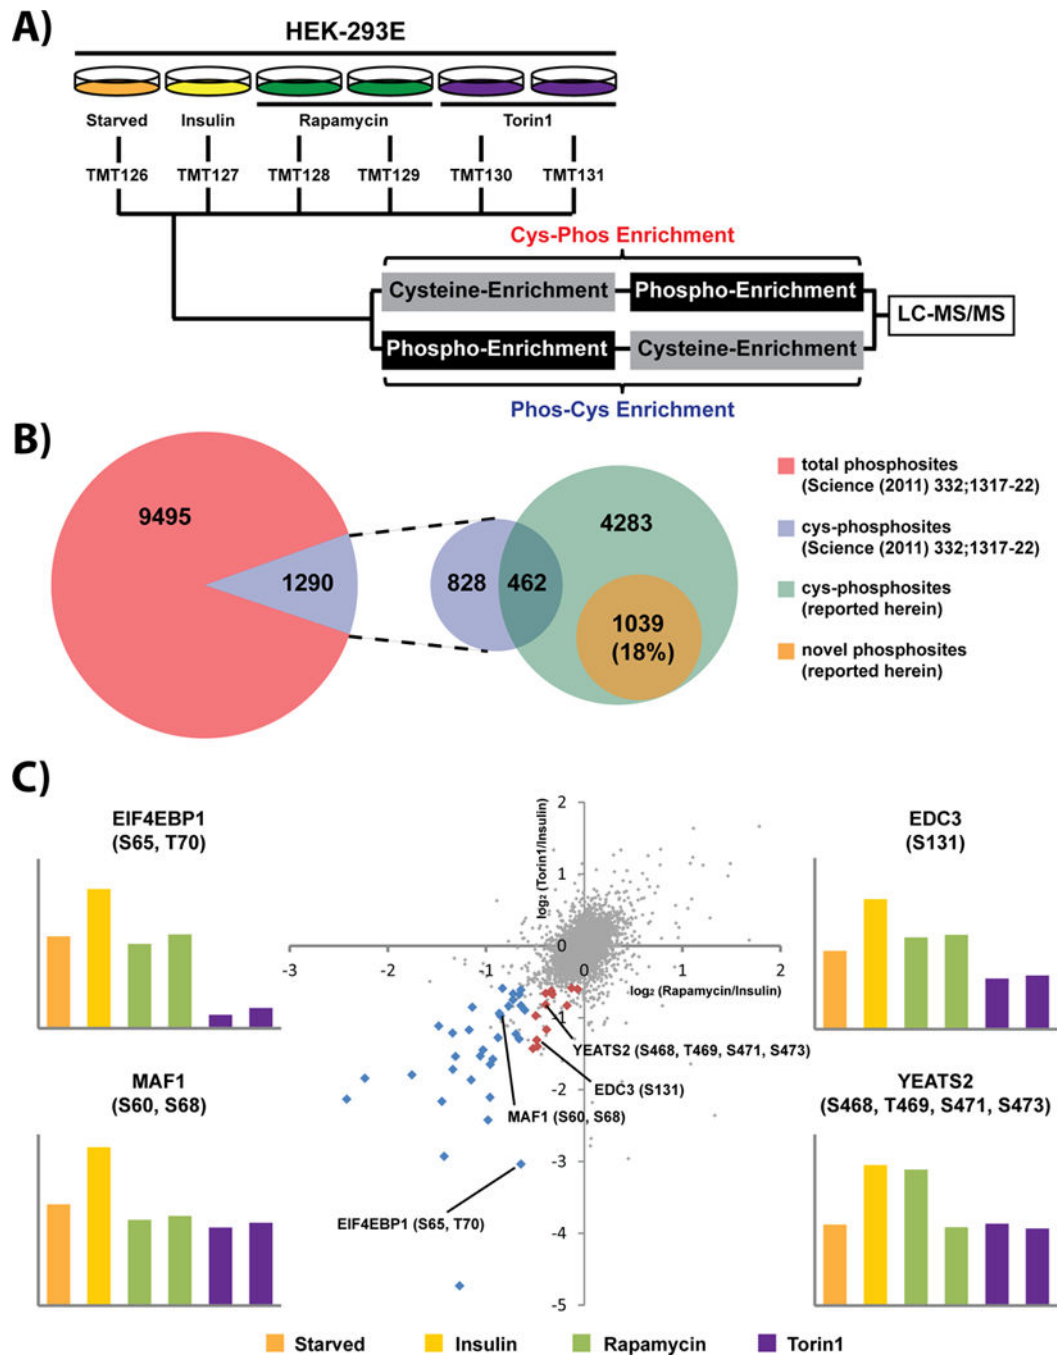 A)
HEK-293E
Starved Insulin Rapamycin Torin1
TMT126 TMT127 TMT128 TMT129 TMT130 TMT131
Cys-Phos Enrichment
Cysteine-Enrichment Phospho-Enrichment
LC-MS/MS
Phospho-Enrichment Cysteine-Enrichment
Phos-Cys Enrichment
B)
9495
1290
828
462
4283
1039
(18%)
total phosphosites
(Science (2011) 332;1317-22)
cys-phosphosites
(Science (2011) 332;1317-22)
cys-phosphosites
(reported herein)
novel phosphosites
(reported herein)
C)
EIF4EBP1
(S65, T70)
MAF1
(S60, S68)
log₂ (Torin1/Insulin)
2
1
0
-1
-2
-3
-4
-5
-3 -2 -1 0 1 2
log₂ (Rapamycin/Insulin)
YEATS2 (S468, T469, S471, S473)
EDC3 (S131)
MAF1 (S60, S68)
EIF4EBP1 (S65, T70)
EDC3
(S131)
YEATS2
(S468, T469, S471, S473)
Starved Insulin Rapamycin Torin1